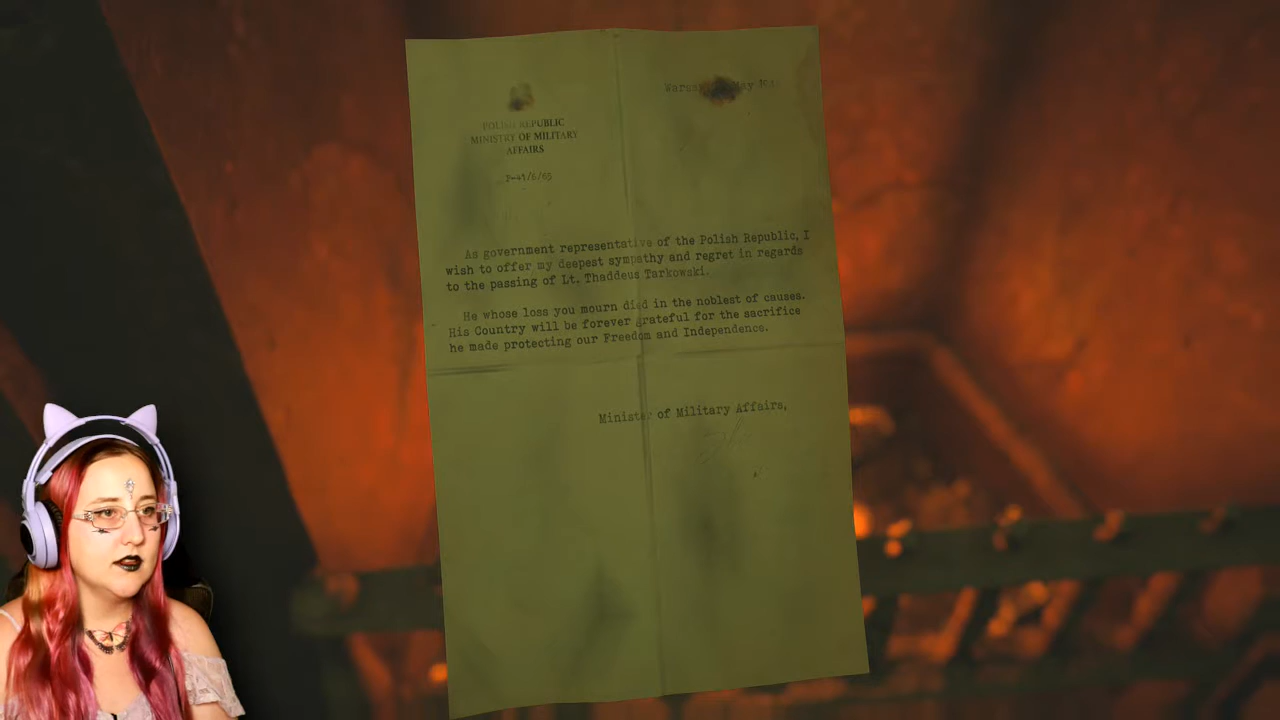 May
POLISH REPUBLIC
MINISTRY OF MILITARY
AFFAIRS
As government representative of the Polish Republic, I
wish to offer my deepest sympathy and regret in regards
to the passing of Lt. Thaddeus Tarkowski.
He whose loss you mourn died in the noblest of causes.
His Country will be forever grateful for the sacrifice
he made protecting our Freedom and Independence.
Minister of Military Affairs,